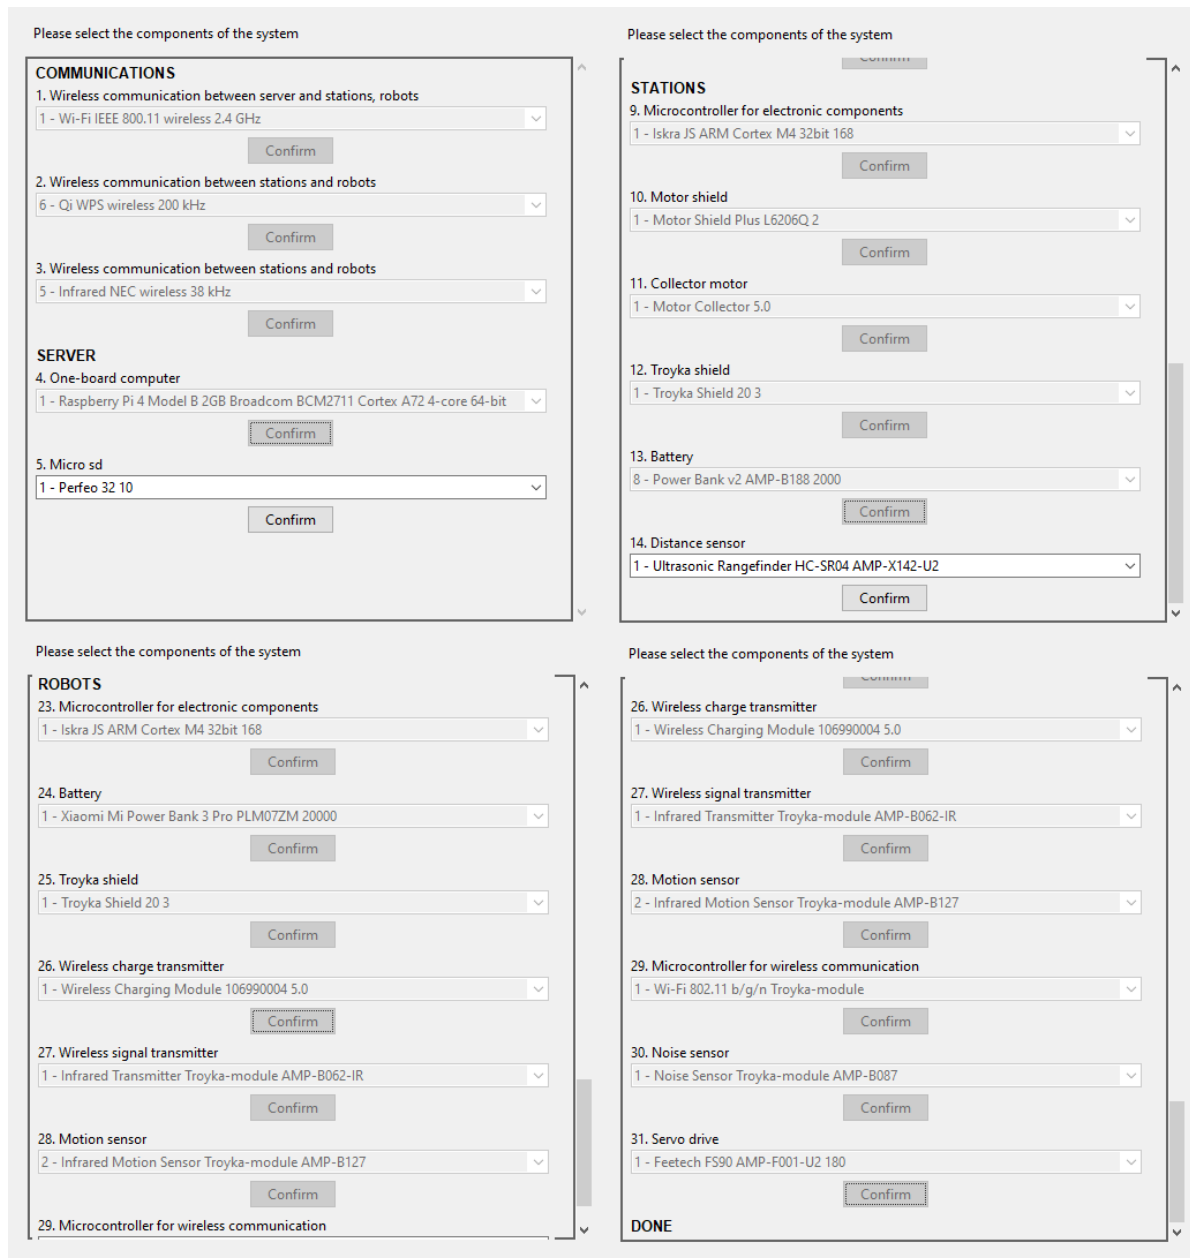 Please select the components of the system
COMMUNICATIONS
1. Wireless communication between server and stations, robots
1 - Wi-Fi IEEE 800.11 wireless 2.4 GHz
Confirm
2. Wireless communication between stations and robots
6 - Qi WPS wireless 200 kHz
Confirm
3. Wireless communication between stations and robots
5 - Infrared NEC wireless 38 kHz
Confirm
SERVER
4. One-board computer
1 - Raspberry Pi 4 Model B 2GB Broadcom BCM2711 Cortex A72 4-core 64-bit
Confirm
5. Micro sd
1 - Perfeo 32 10
Confirm
Please select the components of the system
Confirm
STATIONS
9. Microcontroller for electronic components
1 - Iskra JS ARM Cortex M4 32bit 168
Confirm
10. Motor shield
1 - Motor Shield Plus L6206Q 2
Confirm
11. Collector motor
1 - Motor Collector 5.0
Confirm
12. Troyka shield
1 - Troyka Shield 20 3
Confirm
13. Battery
8 - Power Bank v2 AMP-B188 2000
Confirm
14. Distance sensor
1 - Ultrasonic Rangefinder HC-SR04 AMP-X142-U2
Confirm
Please select the components of the system
ROBOTS
23. Microcontroller for electronic components
1 - Iskra JS ARM Cortex M4 32bit 168
Confirm
24. Battery
1 - Xiaomi Mi Power Bank 3 Pro PLM07ZM 20000
Confirm
25. Troyka shield
1 - Troyka Shield 20 3
Confirm
26. Wireless charge transmitter
1 - Wireless Charging Module 106990004 5.0
Confirm
27. Wireless signal transmitter
1 - Infrared Transmitter Troyka-module AMP-B062-IR
Confirm
28. Motion sensor
2 - Infrared Motion Sensor Troyka-module AMP-B127
Confirm
29. Microcontroller for wireless communication
Please select the components of the system
Confirm
26. Wireless charge transmitter
1 - Wireless Charging Module 106990004 5.0
Confirm
27. Wireless signal transmitter
1 - Infrared Transmitter Troyka-module AMP-B062-IR
Confirm
28. Motion sensor
2 - Infrared Motion Sensor Troyka-module AMP-B127
Confirm
29. Microcontroller for wireless communication
1 - Wi-Fi 802.11 b/g/n Troyka-module
Confirm
30. Noise sensor
1 - Noise Sensor Troyka-module AMP-B087
Confirm
31. Servo drive
1 - Feetech FS90 AMP-F001-U2 180
Confirm
DONE